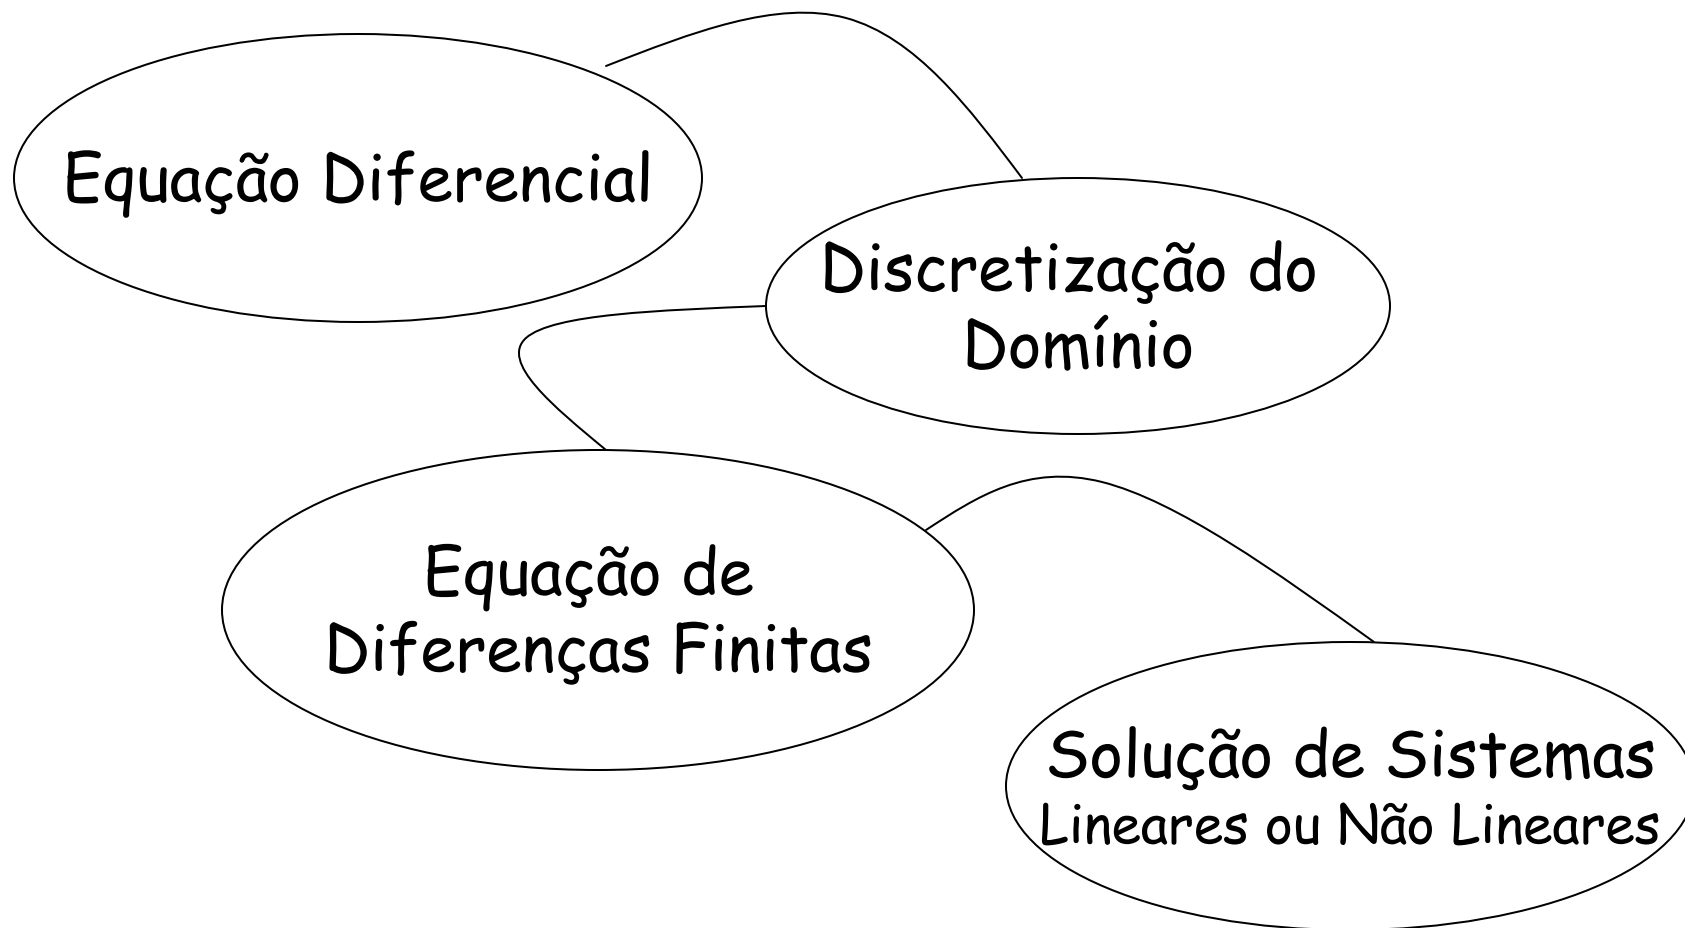 Equação Diferencial
Discretização do
Domínio
Equação de
Diferenças Finitas
Solução de Sistemas
Lineares ou Não Lineares